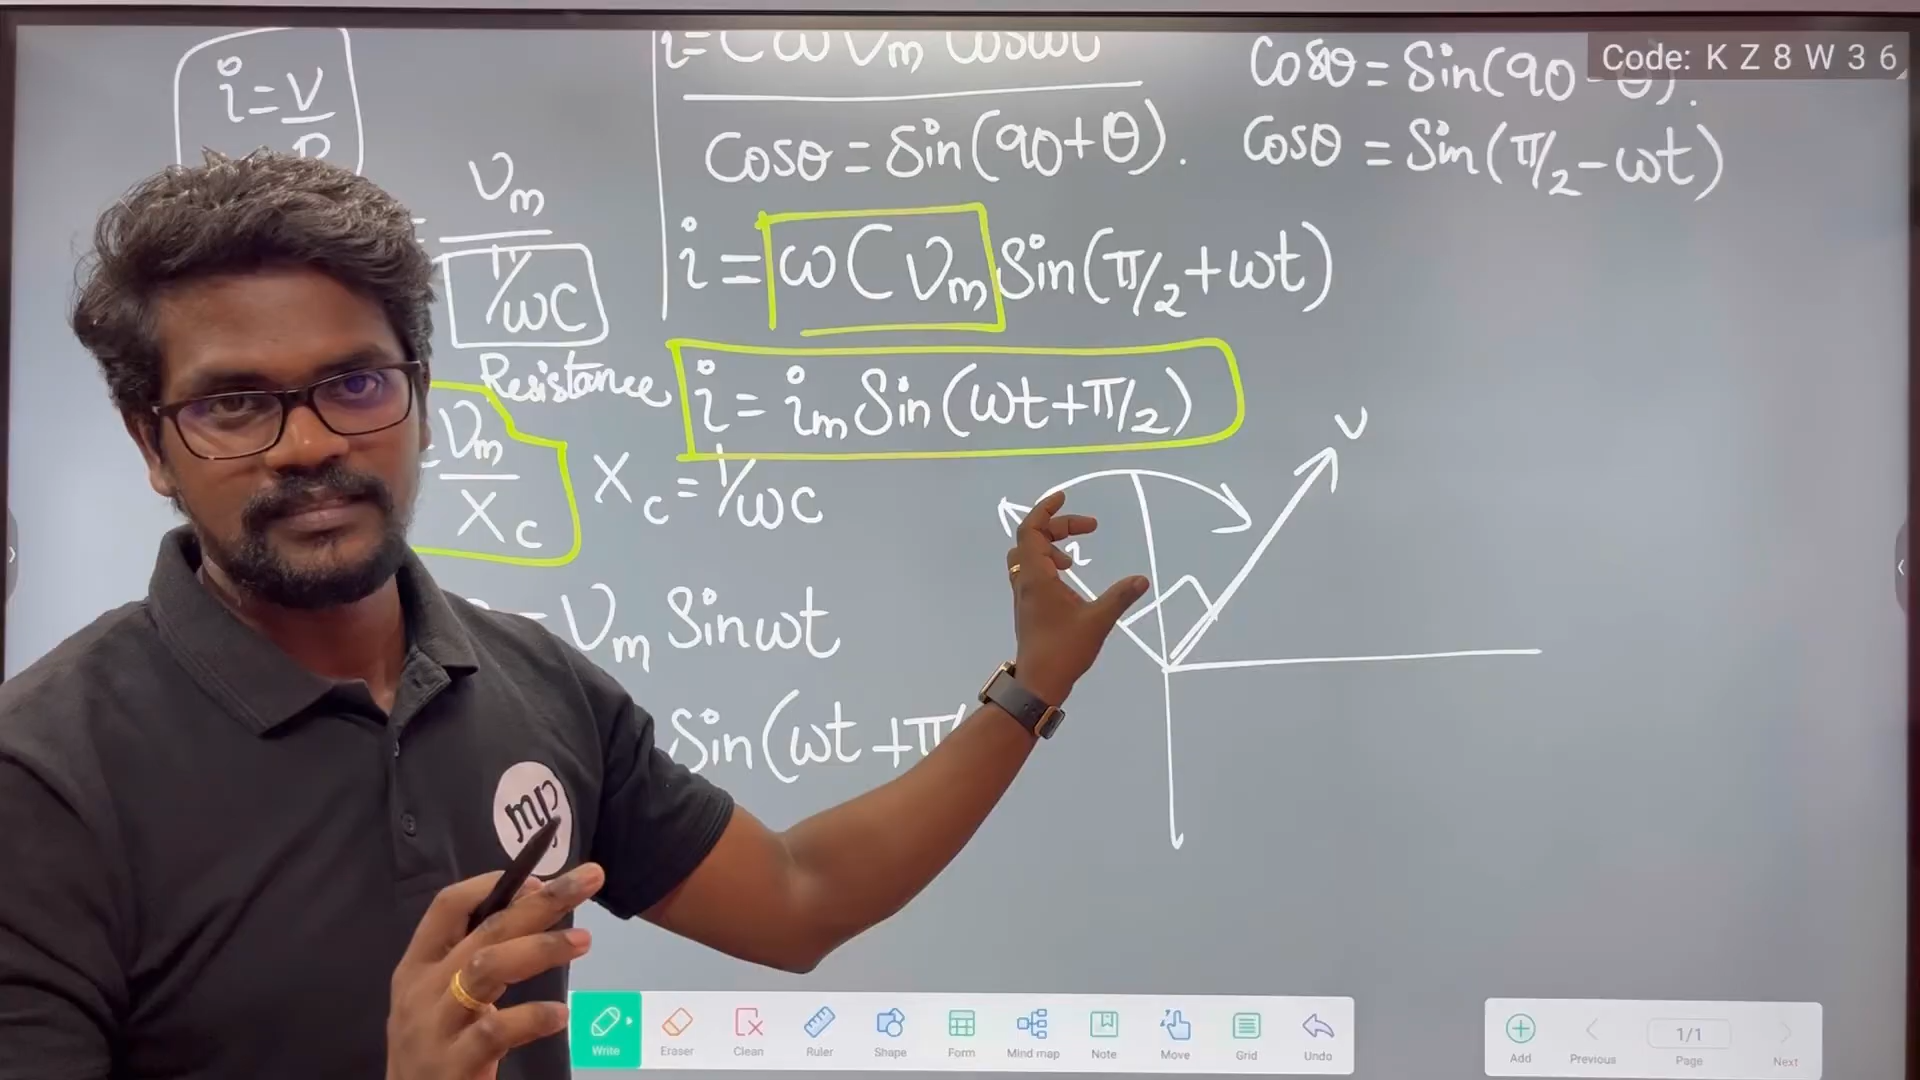 i = V
i = CωVm Cosωt
Cosθ = Sin(90 - θ).
Code: K Z 8 W 3 6
Cosθ = Sin(90+θ).
Cosθ = Sin(π/2 - ωt)
= Vm
1/ωC
i = ωCVm Sin(π/2 + ωt)
Resistance
i = im Sin(ωt + π/2)
= Vm
Xc
Xc = 1/ωC
V
i
= Vm Sinωt
Sin(ωt + π/
Write
Eraser
Clean
Ruler
Shape
Form
Mind map
Note
Move
Grid
Undo
Add
Previous
1/1
Page
Next